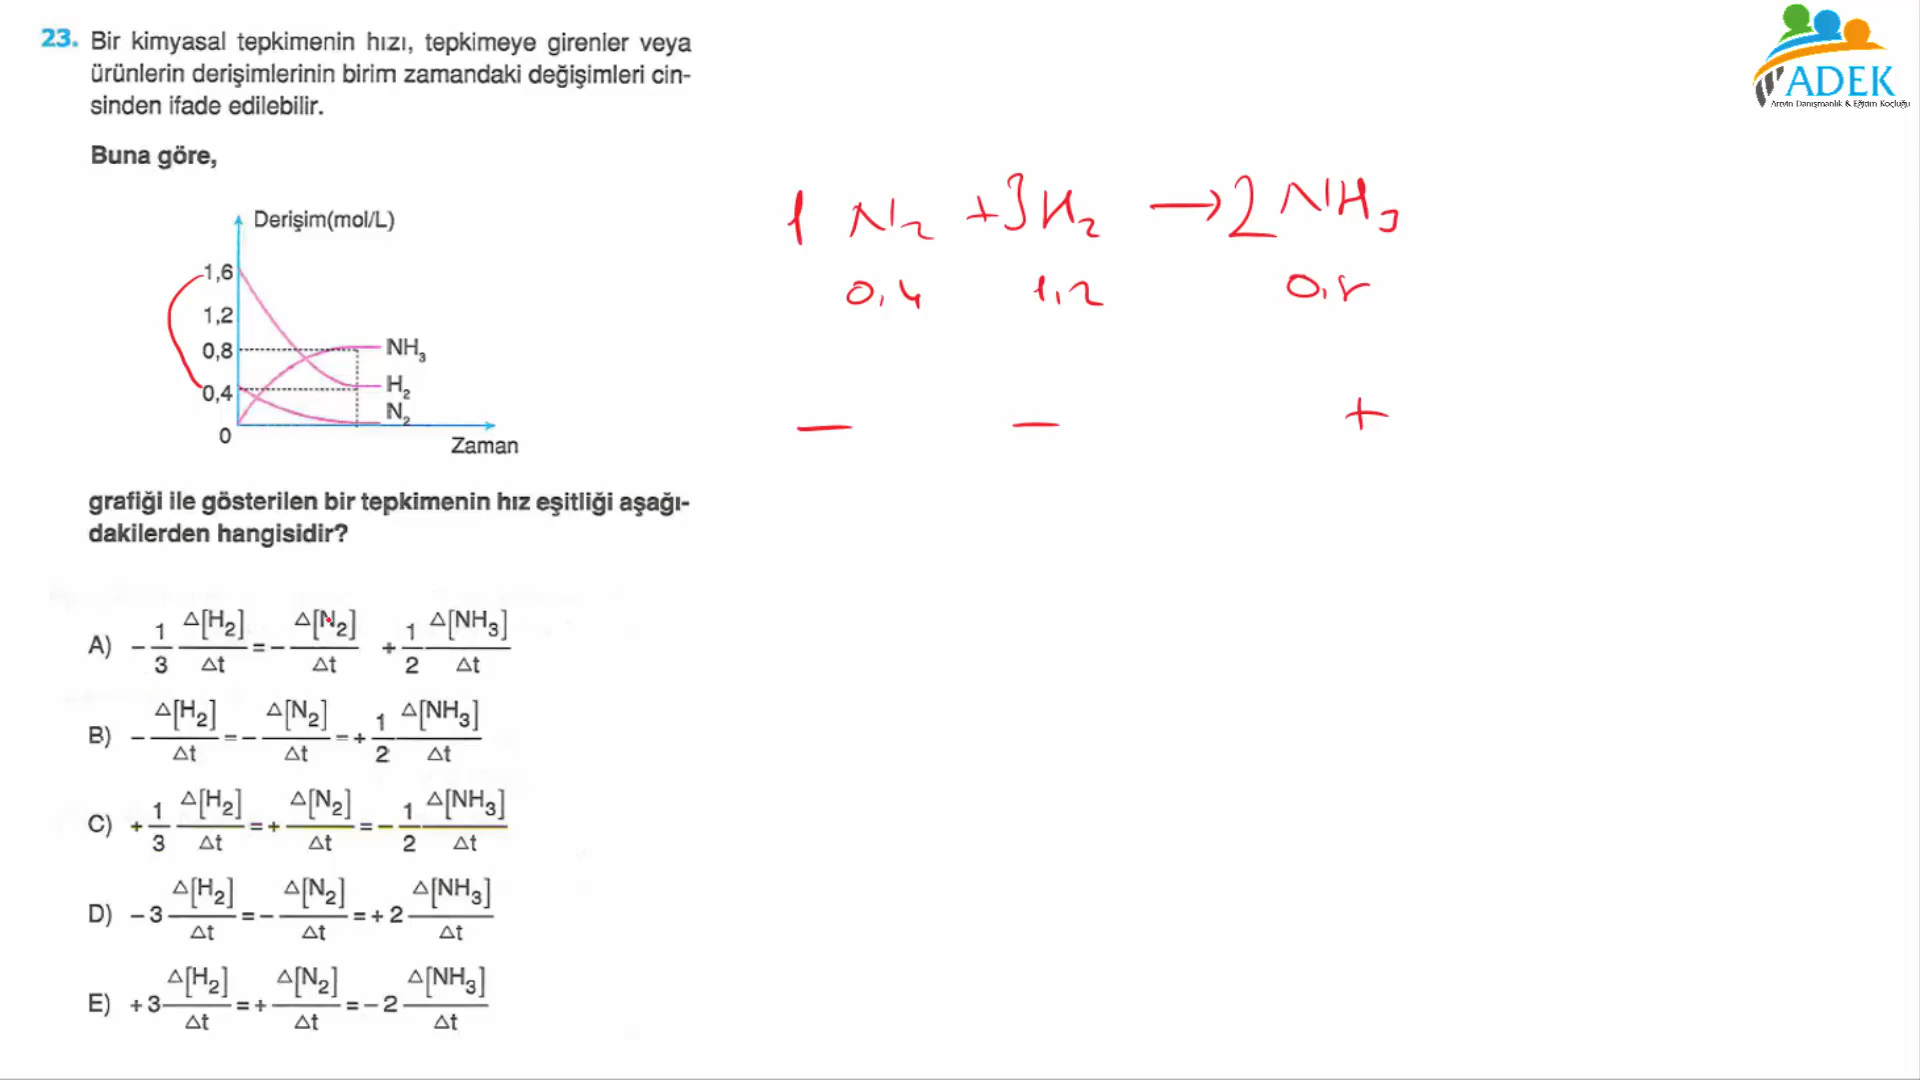 23. Bir kimyasal tepkimenin hızı, tepkimeye girenler veya
ürünlerin derişimlerinin birim zamandaki değişimleri cin-
sinden ifade edilebilir.
Buna göre,
Derişim(mol/L)
1,6
1,2
0,8
0,4
0
NH₃
H₂
N₂
Zaman
grafiği ile gösterilen bir tepkimenin hız eşitliği aşağı-
dakilerden hangisidir?
A) - 1/3 Δ[H₂]/Δt = - Δ[N₂]/Δt + 1/2 Δ[NH₃]/Δt
B) - Δ[H₂]/Δt = - Δ[N₂]/Δt = + 1/2 Δ[NH₃]/Δt
C) + 1/3 Δ[H₂]/Δt = + Δ[N₂]/Δt = - 1/2 Δ[NH₃]/Δt
D) - 3 Δ[H₂]/Δt = - Δ[N₂]/Δt = + 2 Δ[NH₃]/Δt
E) + 3 Δ[H₂]/Δt = + Δ[N₂]/Δt = - 2 Δ[NH₃]/Δt
1 N₂ + 3H₂ → 2 NH₃
0,4 1,2 0,8
- - +
ADEK
Artvin Danışmanlık & Eğitim Koçluğu